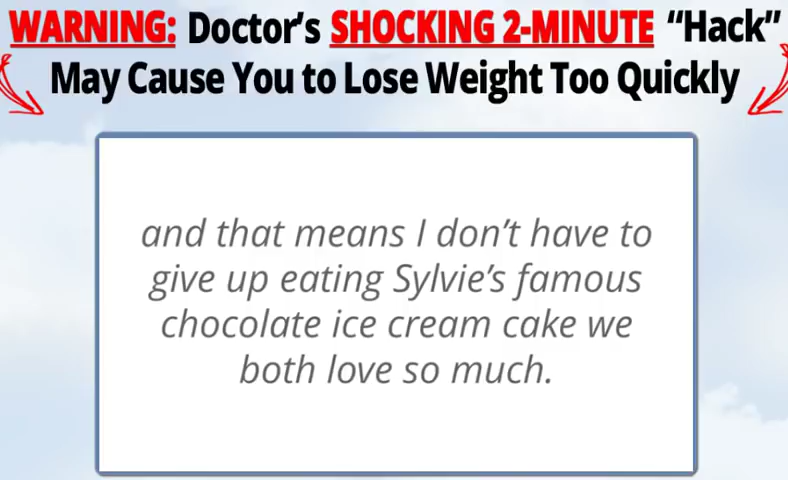 WARNING: Doctor's SHOCKING 2-MINUTE “Hack”
May Cause You to Lose Weight Too Quickly
and that means I don’t have to
give up eating Sylvie’s famous
chocolate ice cream cake we
both love so much.